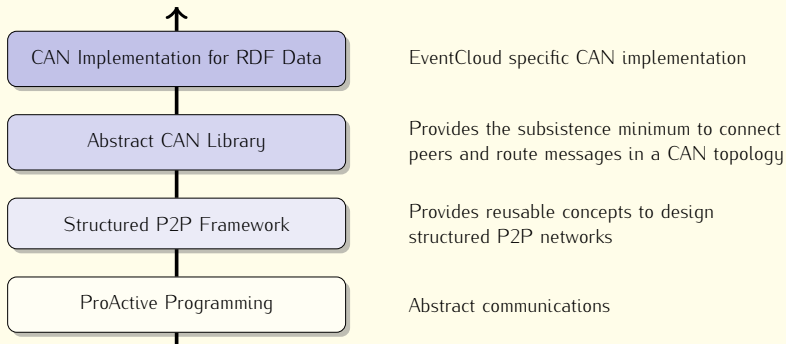 CAN Implementation for RDF Data
EventCloud specific CAN implementation
Abstract CAN Library
Provides the subsistence minimum to connect
peers and route messages in a CAN topology
Structured P2P Framework
Provides reusable concepts to design
structured P2P networks
ProActive Programming
Abstract communications